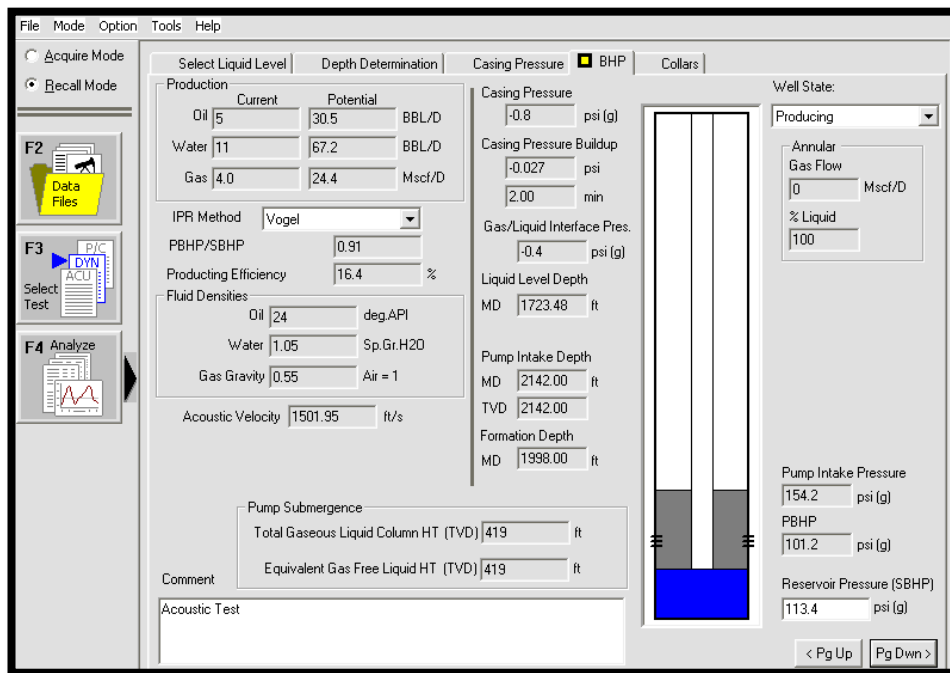 File Mode Option Tools Help
Acquire Mode
Recall Mode
F2
Data
Files
F3
P/C
DYN
ACU
Select
Test
F4 Analyze
Select Liquid Level
Depth Determination
Casing Pressure
BHP
Collars
Production
Current Potential
Oil 5 30.5 BBL/D
Water 11 67.2 BBL/D
Gas 4.0 24.4 Mscf/D
IPR Method Vogel
PBHP/SBHP 0.91
Producting Efficiency 16.4 %
Fluid Densities
Oil 24 deg.API
Water 1.05 Sp.Gr.H2O
Gas Gravity 0.55 Air = 1
Acoustic Velocity 1501.95 ft/s
Casing Pressure
-0.8 psi (g)
Casing Pressure Buildup
-0.027 psi
2.00 min
Gas/Liquid Interface Pres.
-0.4 psi (g)
Liquid Level Depth
MD 1723.48 ft
Pump Intake Depth
MD 2142.00 ft
TVD 2142.00
Formation Depth
MD 1998.00 ft
Pump Submergence
Total Gaseous Liquid Column HT (TVD) 419 ft
Equivalent Gas Free Liquid HT (TVD) 419 ft
Comment
Acoustic Test
Well State:
Producing
Annular
Gas Flow
0 Mscf/D
% Liquid
100
Pump Intake Pressure
154.2 psi (g)
PBHP
101.2 psi (g)
Reservoir Pressure (SBHP)
113.4 psi (g)
< Pg Up Pg Dwn >